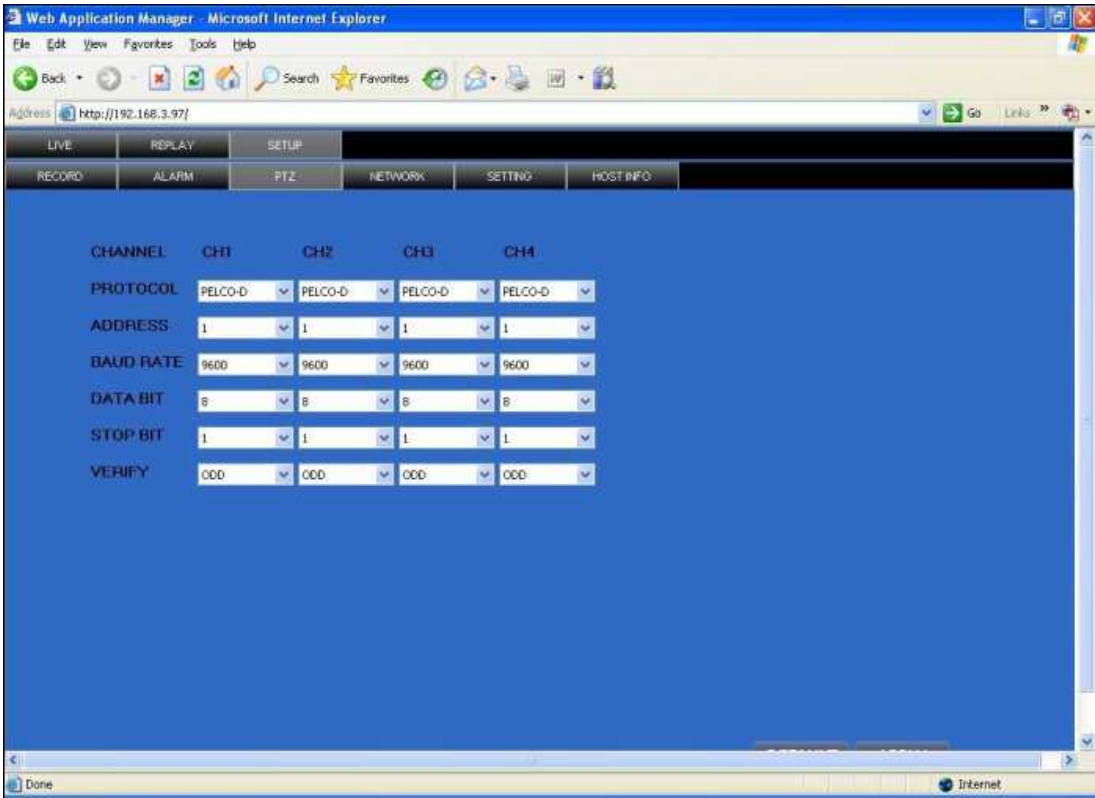 Web Application Manager - Microsoft Internet Explorer
File Edit View Favorites Tools Help
Back Search Favorites
Address http://192.168.3.97/ Go Links »
LIVE REPLAY SETUP
RECORD ALARM PTZ NETWORK SETTING HOST INFO
CHANNEL CH1 CH2 CH3 CH4
PROTOCOL PELCO-D PELCO-D PELCO-D PELCO-D
ADDRESS 1 1 1 1
BAUD RATE 9600 9600 9600 9600
DATA BIT 8 8 8 8
STOP BIT 1 1 1 1
VERIFY ODD ODD ODD ODD
Done Internet